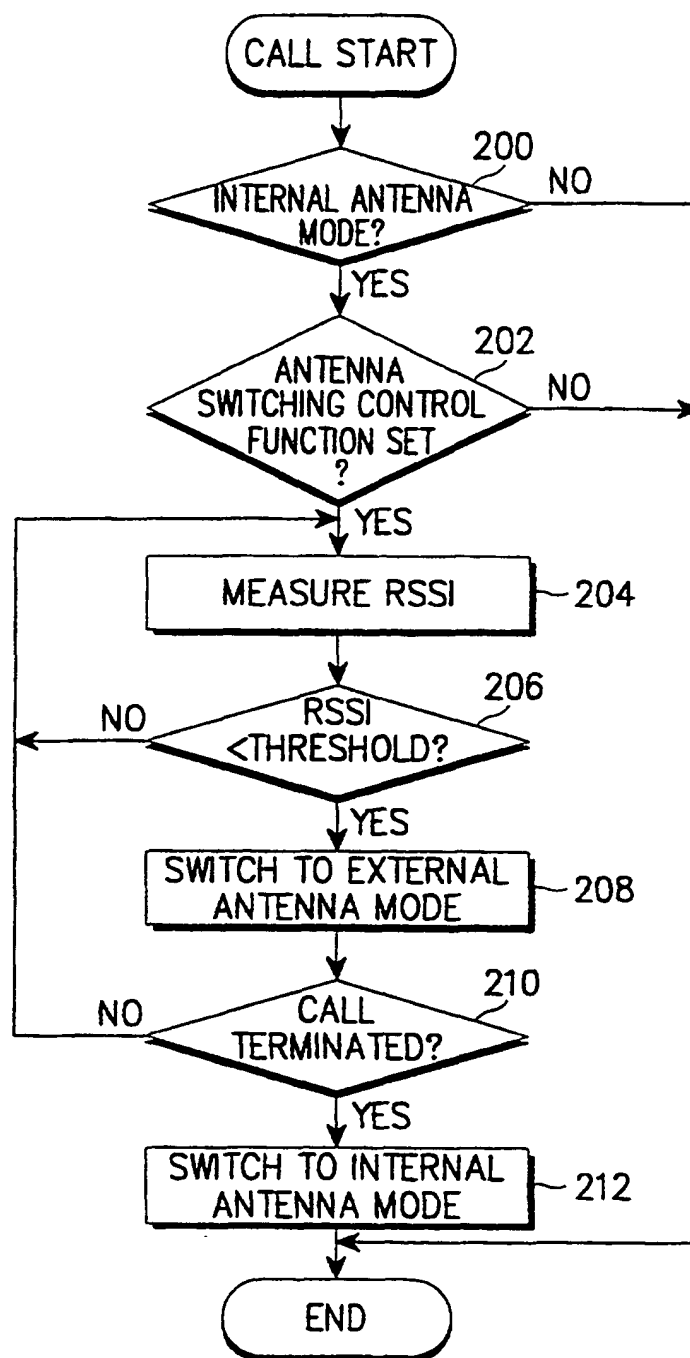 CALL START
200
INTERNAL ANTENNA
MODE?
NO
YES
202
ANTENNA
SWITCHING CONTROL
FUNCTION SET
?
NO
YES
MEASURE RSSI
204
206
RSSI
<THRESHOLD?
NO
YES
SWITCH TO EXTERNAL
ANTENNA MODE
208
210
CALL
TERMINATED?
NO
YES
SWITCH TO INTERNAL
ANTENNA MODE
212
END